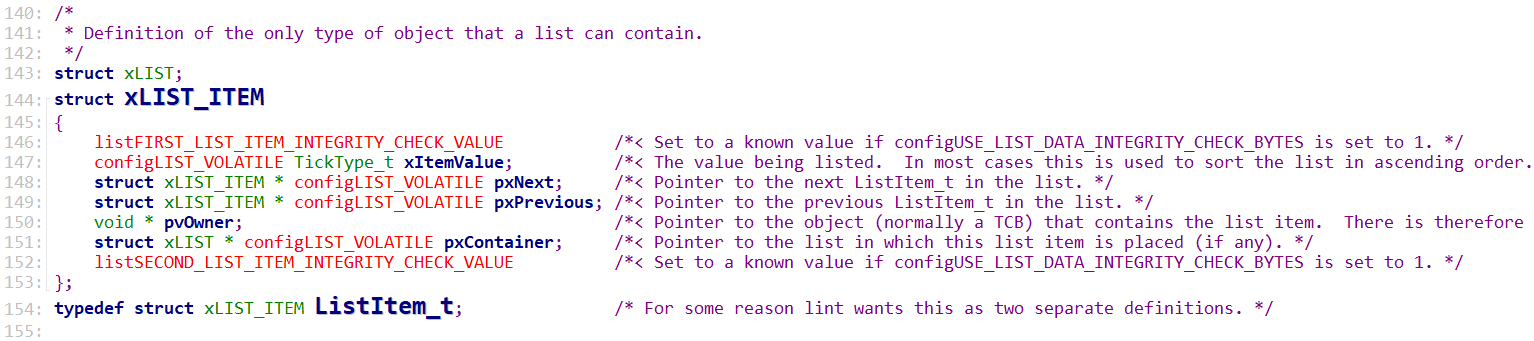 140: /*
141:  * Definition of the only type of object that a list can contain.
142:  */
143: struct xLIST;
144: struct xLIST_ITEM
145: {
146:     listFIRST_LIST_ITEM_INTEGRITY_CHECK_VALUE           /*< Set to a known value if configUSE_LIST_DATA_INTEGRITY_CHECK_BYTES is set to 1. */
147:     configLIST_VOLATILE TickType_t xItemValue;          /*< The value being listed.  In most cases this is used to sort the list in ascending order.
148:     struct xLIST_ITEM * configLIST_VOLATILE pxNext;     /*< Pointer to the next ListItem_t in the list. */
149:     struct xLIST_ITEM * configLIST_VOLATILE pxPrevious; /*< Pointer to the previous ListItem_t in the list. */
150:     void * pvOwner;                                     /*< Pointer to the object (normally a TCB) that contains the list item.  There is therefore
151:     struct xLIST * configLIST_VOLATILE pxContainer;     /*< Pointer to the list in which this list item is placed (if any). */
152:     listSECOND_LIST_ITEM_INTEGRITY_CHECK_VALUE          /*< Set to a known value if configUSE_LIST_DATA_INTEGRITY_CHECK_BYTES is set to 1. */
153: };
154: typedef struct xLIST_ITEM ListItem_t;               /* For some reason lint wants this as two separate definitions. */
155: